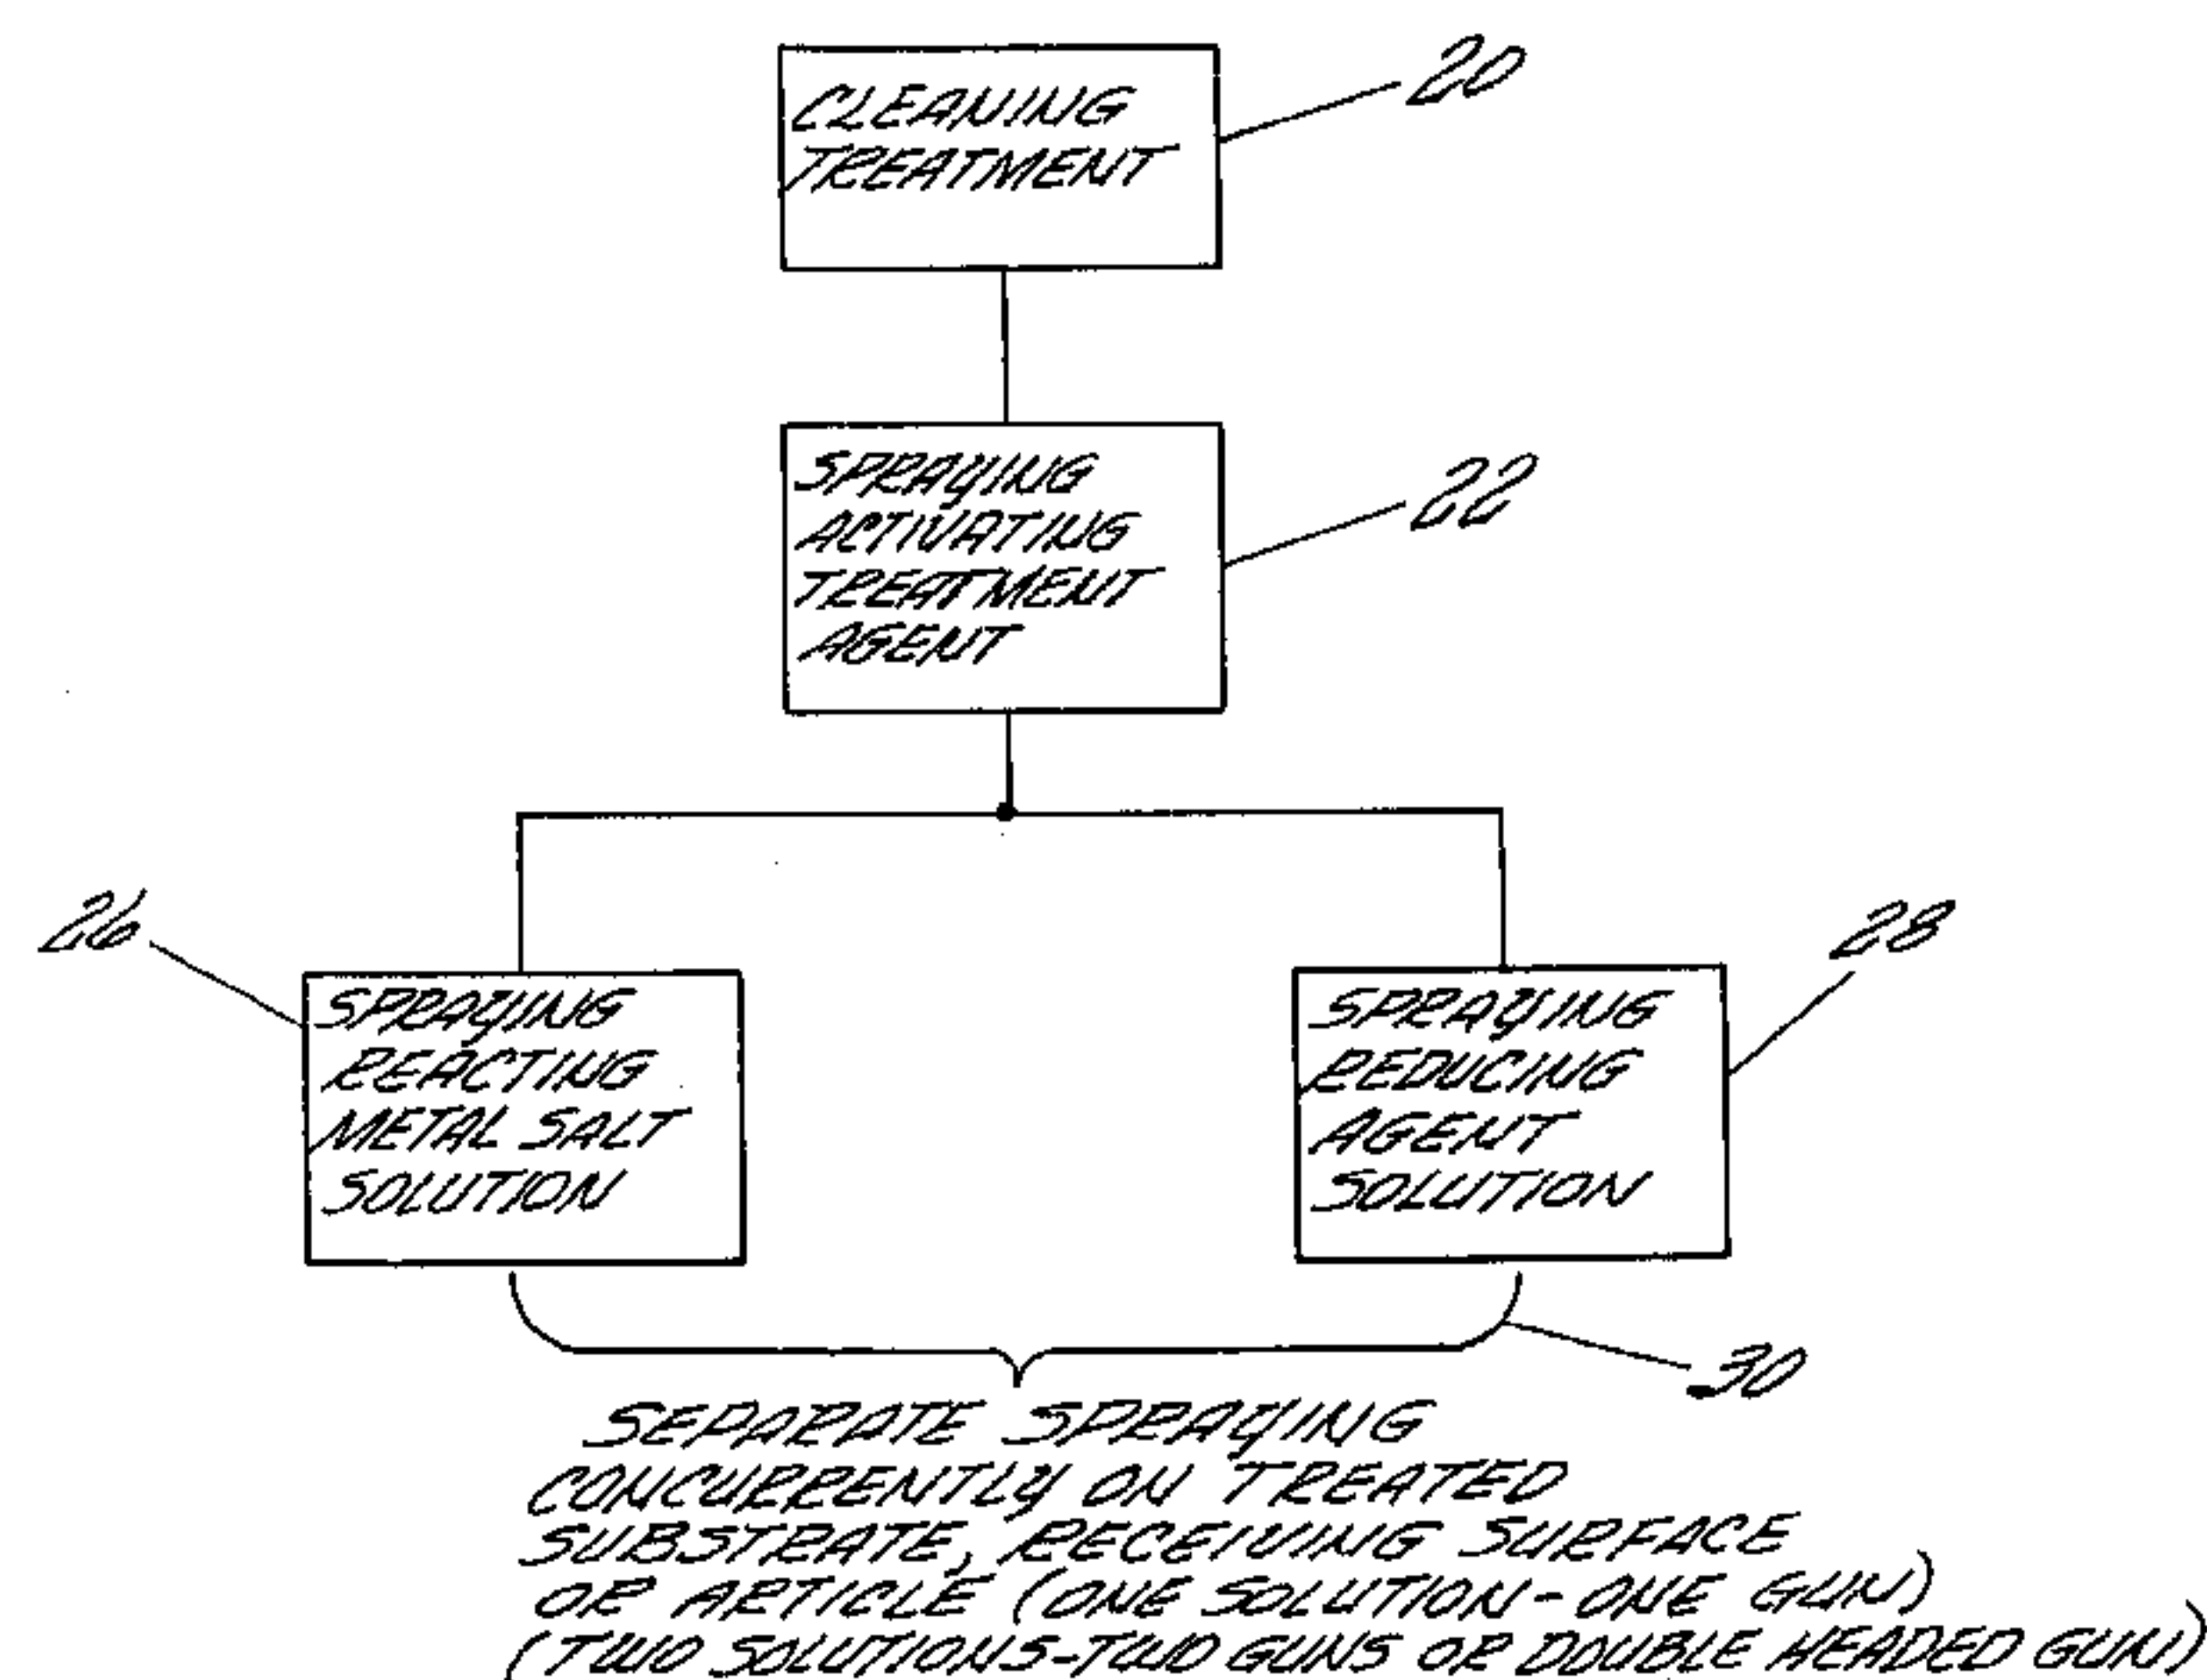 CLEANING
TREATMENT
20
SPRAYING
ACTIVATING
TREATMENT
AGENT
22
26
SPRAYING
REACTING
METAL SALT
SOLUTION
SPRAYING
REDUCING
AGENT
SOLUTION
28
30
SEPARATE SPRAYING
CONCURRENTLY ON TREATED
SUBSTRATE, RECEIVING SURFACE
OR ARTICLE (ONE SOLUTION-ONE GUN)
(TWO SOLUTIONS-TWO GUNS OR DOUBLE HEADED GUN)